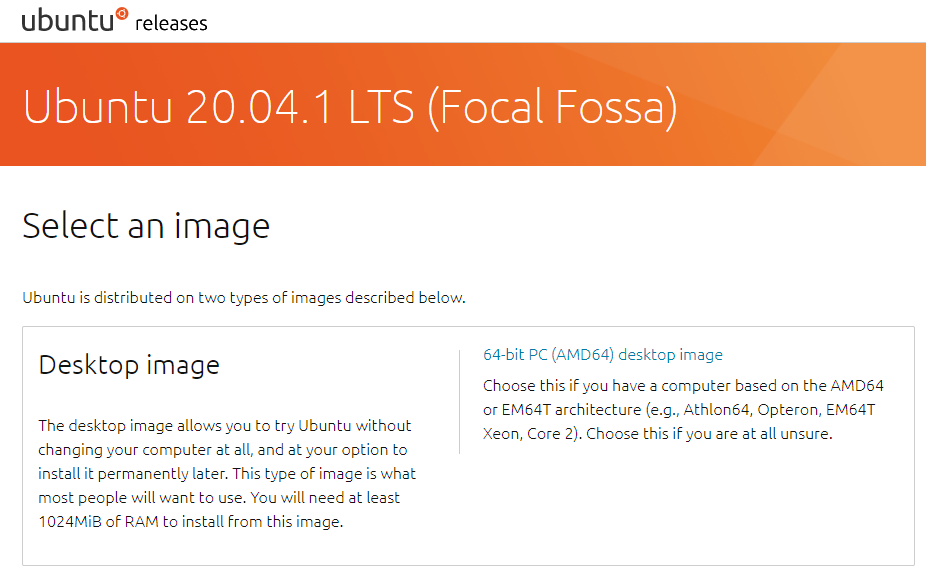 ubuntu releases
Ubuntu 20.04.1 LTS (Focal Fossa)
Select an image
Ubuntu is distributed on two types of images described below.
Desktop image
The desktop image allows you to try Ubuntu without
changing your computer at all, and at your option to
install it permanently later. This type of image is what
most people will want to use. You will need at least
1024MiB of RAM to install from this image.
64-bit PC (AMD64) desktop image
Choose this if you have a computer based on the AMD64
or EM64T architecture (e.g., Athlon64, Opteron, EM64T
Xeon, Core 2). Choose this if you are at all unsure.